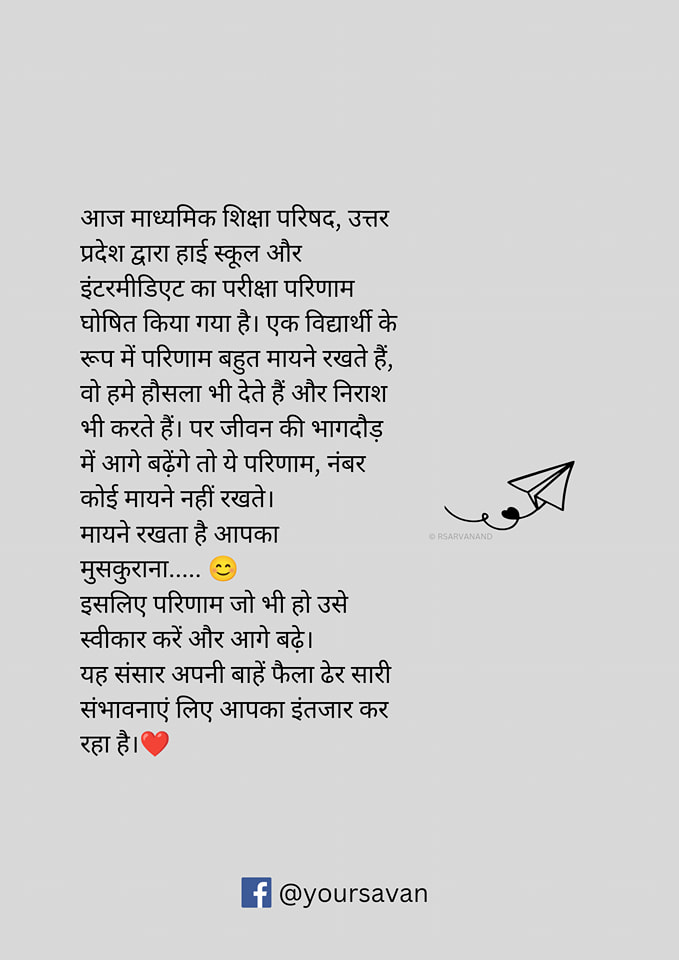 आज माध्यमिक शिक्षा परिषद, उत्तर
प्रदेश द्वारा हाई स्कूल और
इंटरमीडिएट का परीक्षा परिणाम
घोषित किया गया है। एक विद्यार्थी के
रूप में परिणाम बहुत मायने रखते हैं,
वो हमे हौसला भी देते हैं और निराश
भी करते हैं। पर जीवन की भागदौड़
में आगे बढ़ेंगे तो ये परिणाम, नंबर
कोई मायने नहीं रखते।
मायने रखता है आपका
मुसकुराना..... 😊
इसलिए परिणाम जो भी हो उसे
स्वीकार करें और आगे बढ़े।
यह संसार अपनी बाहें फैला ढेर सारी
संभावनाएं लिए आपका इंतजार कर
रहा है।❤️
© RSARVANAND
@yoursavan